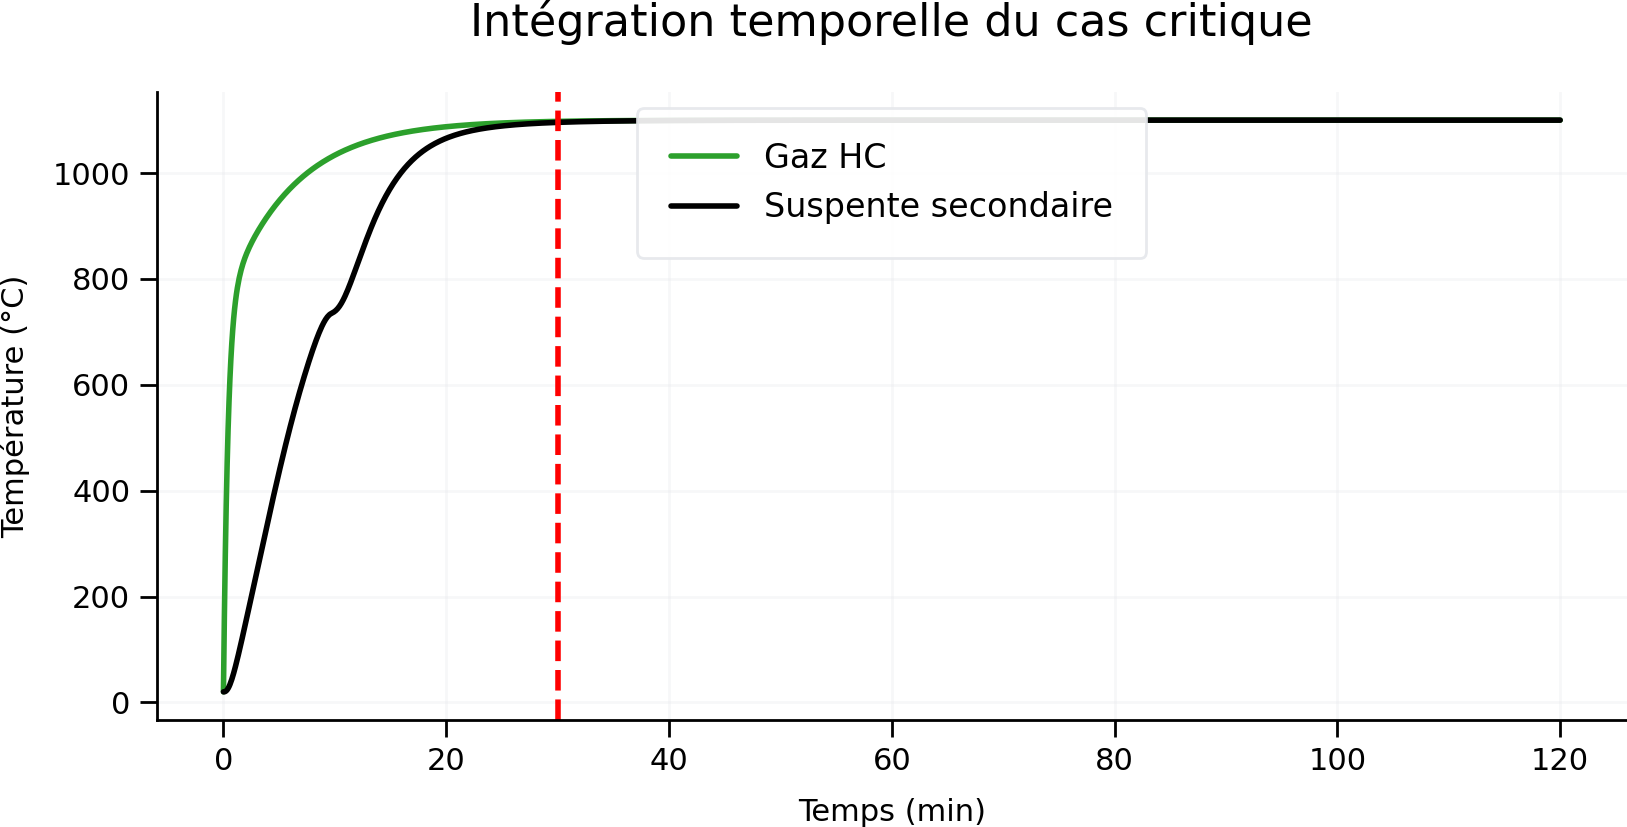 Intégration temporelle du cas critique
Température (°C)
1000
800
600
400
200
0
Gaz HC
Suspente secondaire
0 20 40 60 80 100 120
Temps (min)